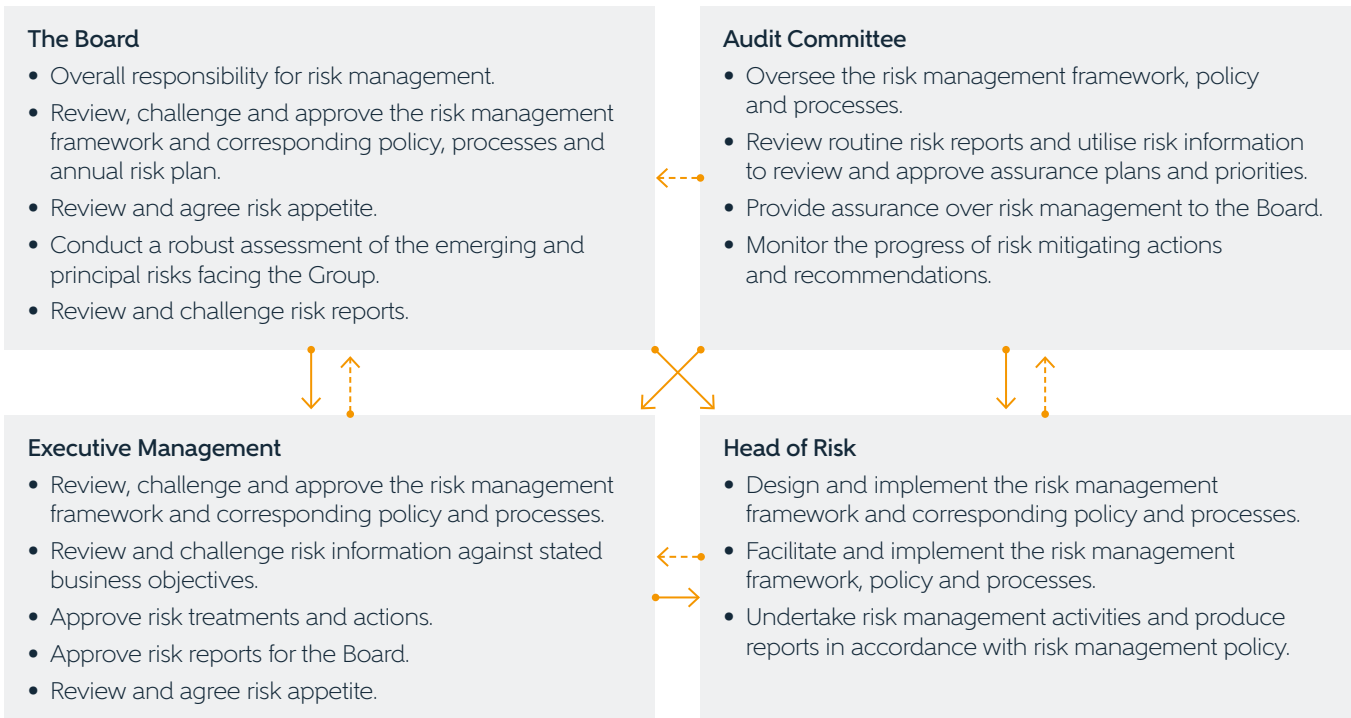 The Board
• Overall responsibility for risk management.
• Review, challenge and approve the risk management
framework and corresponding policy, processes and
annual risk plan.
• Review and agree risk appetite.
• Conduct a robust assessment of the emerging and
principal risks facing the Group.
• Review and challenge risk reports.
Audit Committee
• Oversee the risk management framework, policy
and processes.
• Review routine risk reports and utilise risk information
to review and approve assurance plans and priorities.
• Provide assurance over risk management to the Board.
• Monitor the progress of risk mitigating actions
and recommendations.
Executive Management
• Review, challenge and approve the risk management
framework and corresponding policy and processes.
• Review and challenge risk information against stated
business objectives.
• Approve risk treatments and actions.
• Approve risk reports for the Board.
• Review and agree risk appetite.
Head of Risk
• Design and implement the risk management
framework and corresponding policy and processes.
• Facilitate and implement the risk management
framework, policy and processes.
• Undertake risk management activities and produce
reports in accordance with risk management policy.